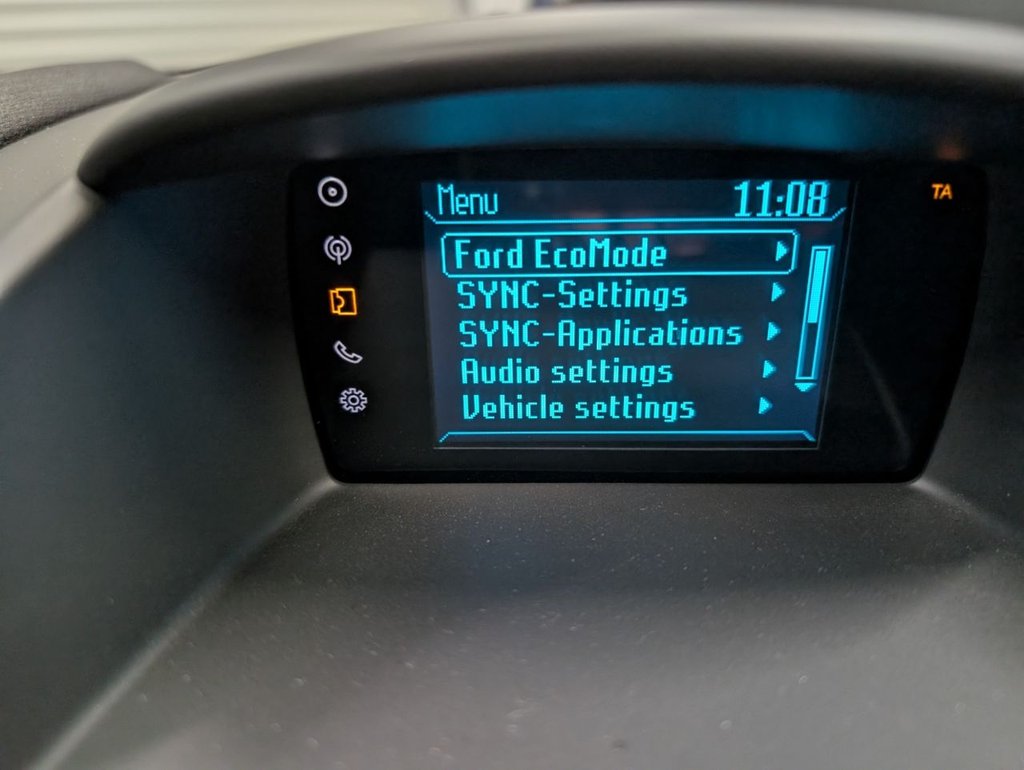 Menu 11:08 TA
Ford EcoMode
SYNC-Settings
SYNC-Applications
Audio settings
Vehicle settings